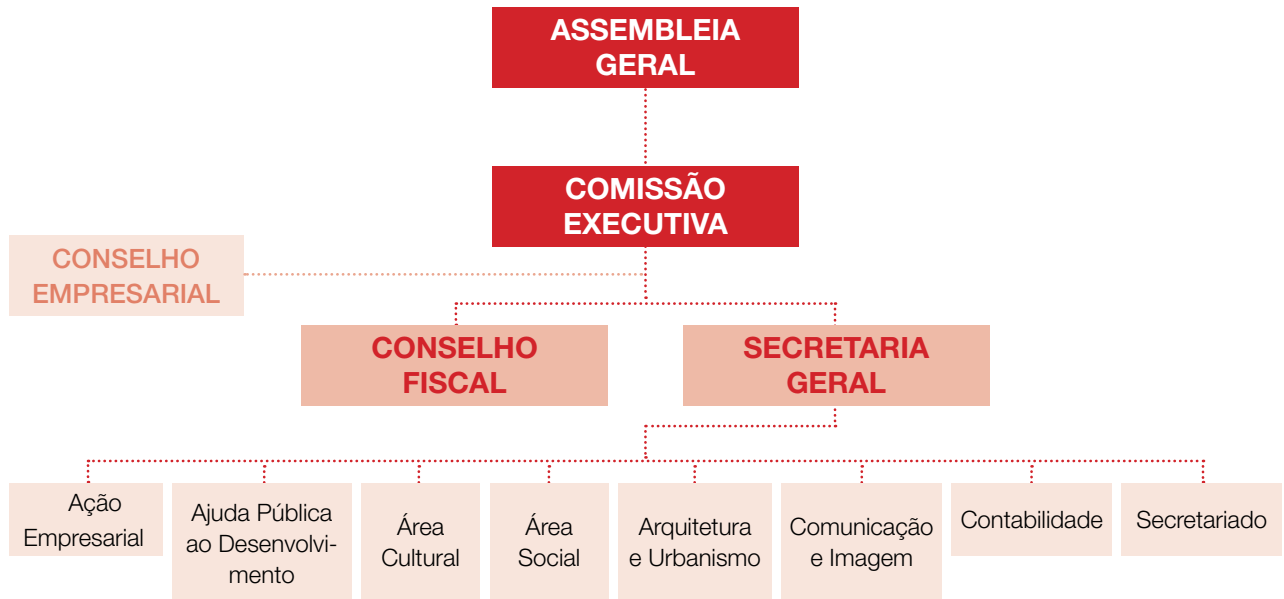 ASSEMBLEIA
GERAL
COMISSÃO
EXECUTIVA
CONSELHO
EMPRESARIAL
CONSELHO
FISCAL
SECRETARIA
GERAL
Ação
Empresarial
Ajuda Pública
ao Desenvolvi-
mento
Área
Cultural
Área
Social
Arquitetura
e Urbanismo
Comunicação
e Imagem
Contabilidade
Secretariado